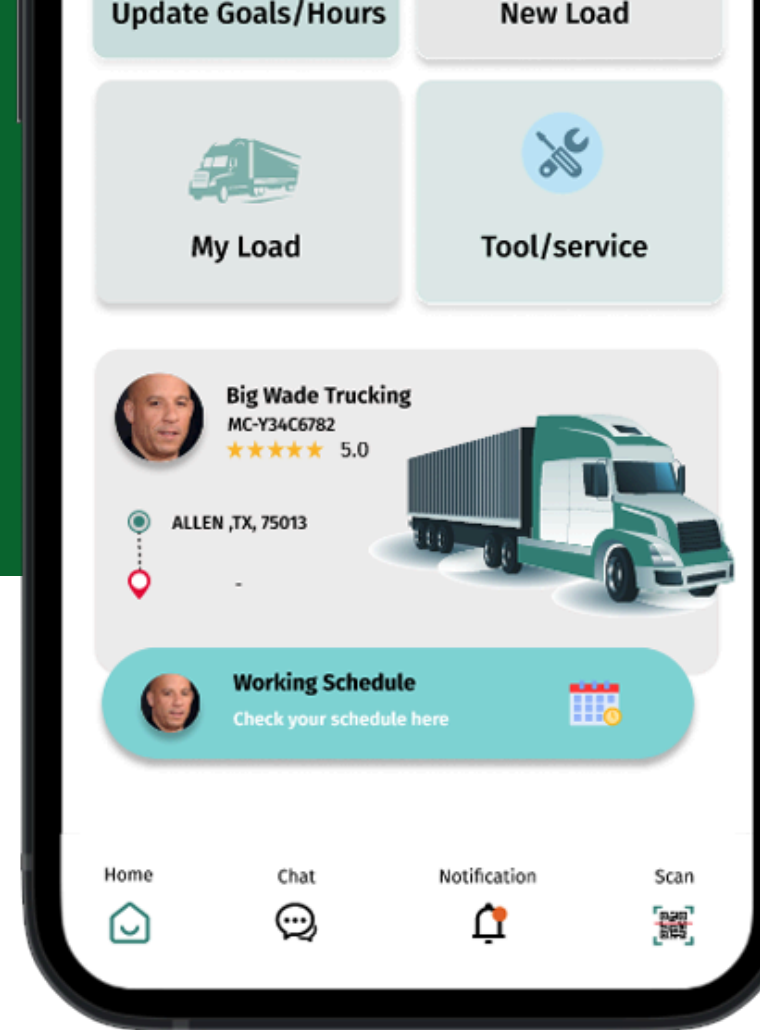 Update Goals/Hours
New Load
My Load
Tool/service
Big Wade Trucking
MC-Y34C6782
5.0
ALLEN ,TX, 75013
-
Working Schedule
Check your schedule here
Home
Chat
Notification
Scan